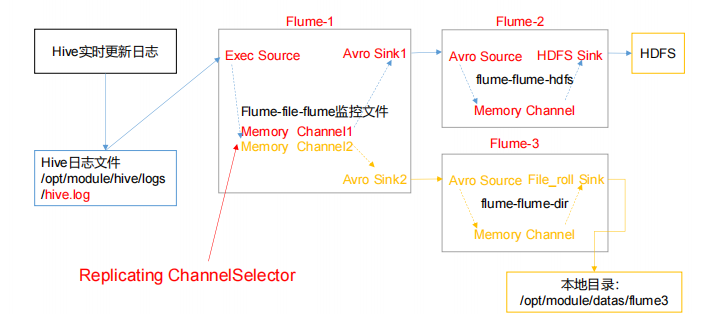 Flume-1
Flume-2
Hive实时更新日志
Exec Source
Avro Sink1
Avro Source
HDFS Sink
HDFS
flume-flume-hdfs
Flume-file-flume监控文件
Memory Channel
Memory Channel1
Memory Channel2
Flume-3
Hive日志文件
/opt/module/hive/logs
/hive.log
Avro Sink2
Avro Source
File_roll Sink
flume-flume-dir
Memory Channel
Replicating ChannelSelector
本地目录：
/opt/module/datas/flume3